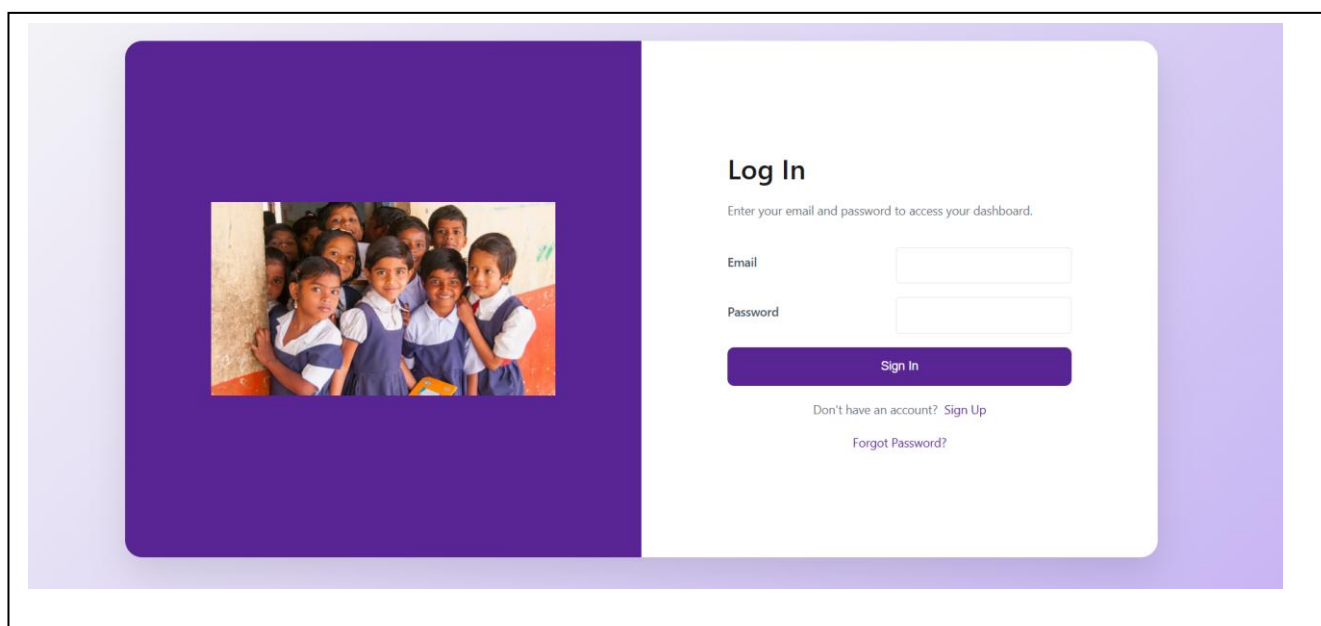 Log In
Enter your email and password to access your dashboard.
Email
Password
Sign In
Don't have an account? Sign Up
Forgot Password?